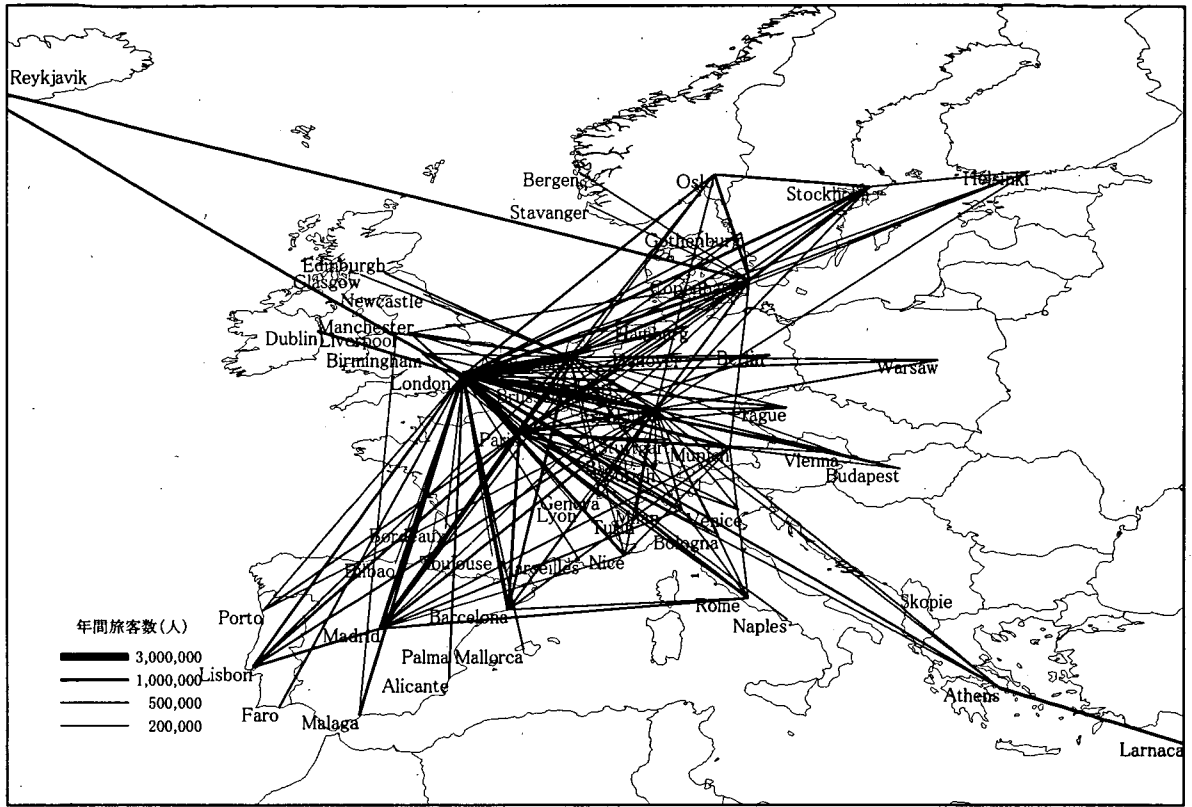 Reykjavik
Bergen
Oslo
Stockholm
Helsinki
Stavanger
Gothenburg
Edinburgh
Glasgow
Copenhagen
Newcastle
Manchester
Hamburg
Dublin
Liverpool
Birmingham
Hanover
Berlin
Warsaw
London
Prague
Paris
Stuttgart
Munich
Vienna
Budapest
Geneva
Lyon
Milan
Turin
Venice
Bordeaux
Bologna
Bilbao
Toulouse
Marseilles
Nice
Skopie
Porto
Barcelona
Rome
Naples
Madrid
Palma Mallorca
Lisbon
Alicante
Athens
Faro
Malaga
Larnaca
年間旅客数(人)
3,000,000
1,000,000
500,000
200,000